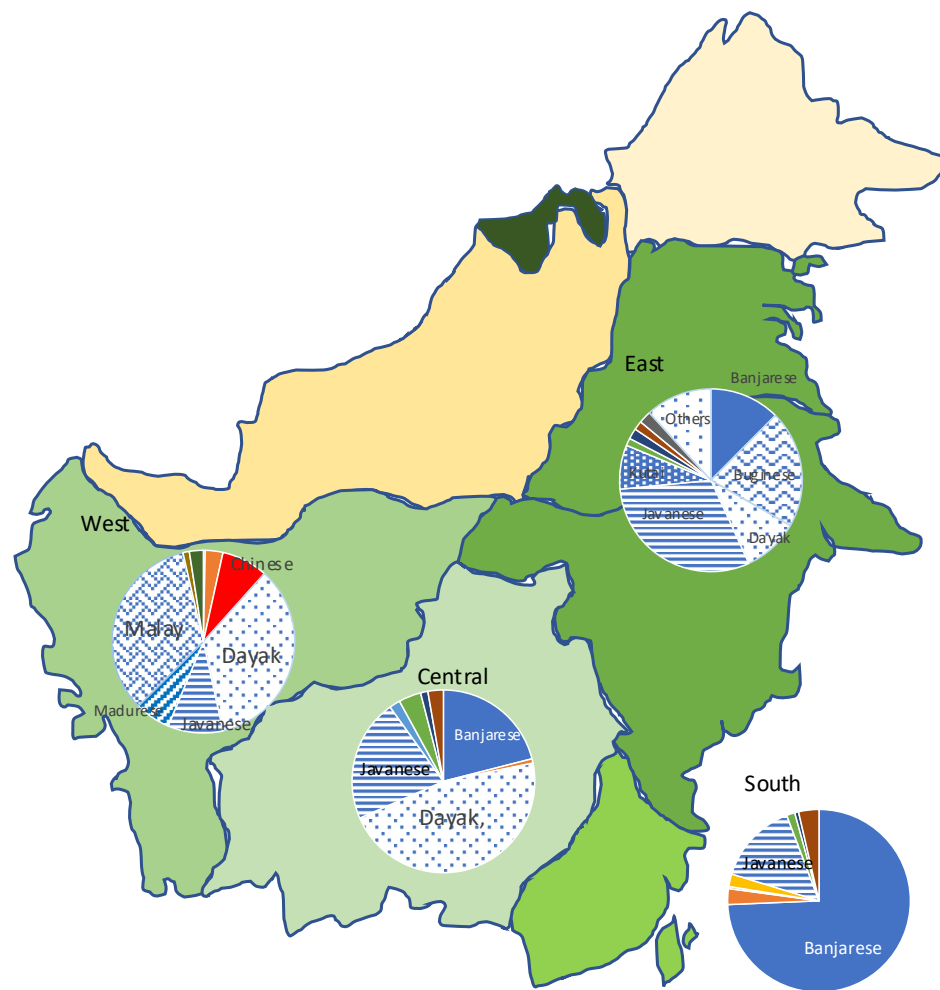 East
Banjarese
Others
Buginese
Kutai
Javanese
Dayak
West
Chinese
Malay
Dayak
Madurese
Javanese
Central
Banjarese
Javanese
Dayak,
South
Javanese
Banjarese